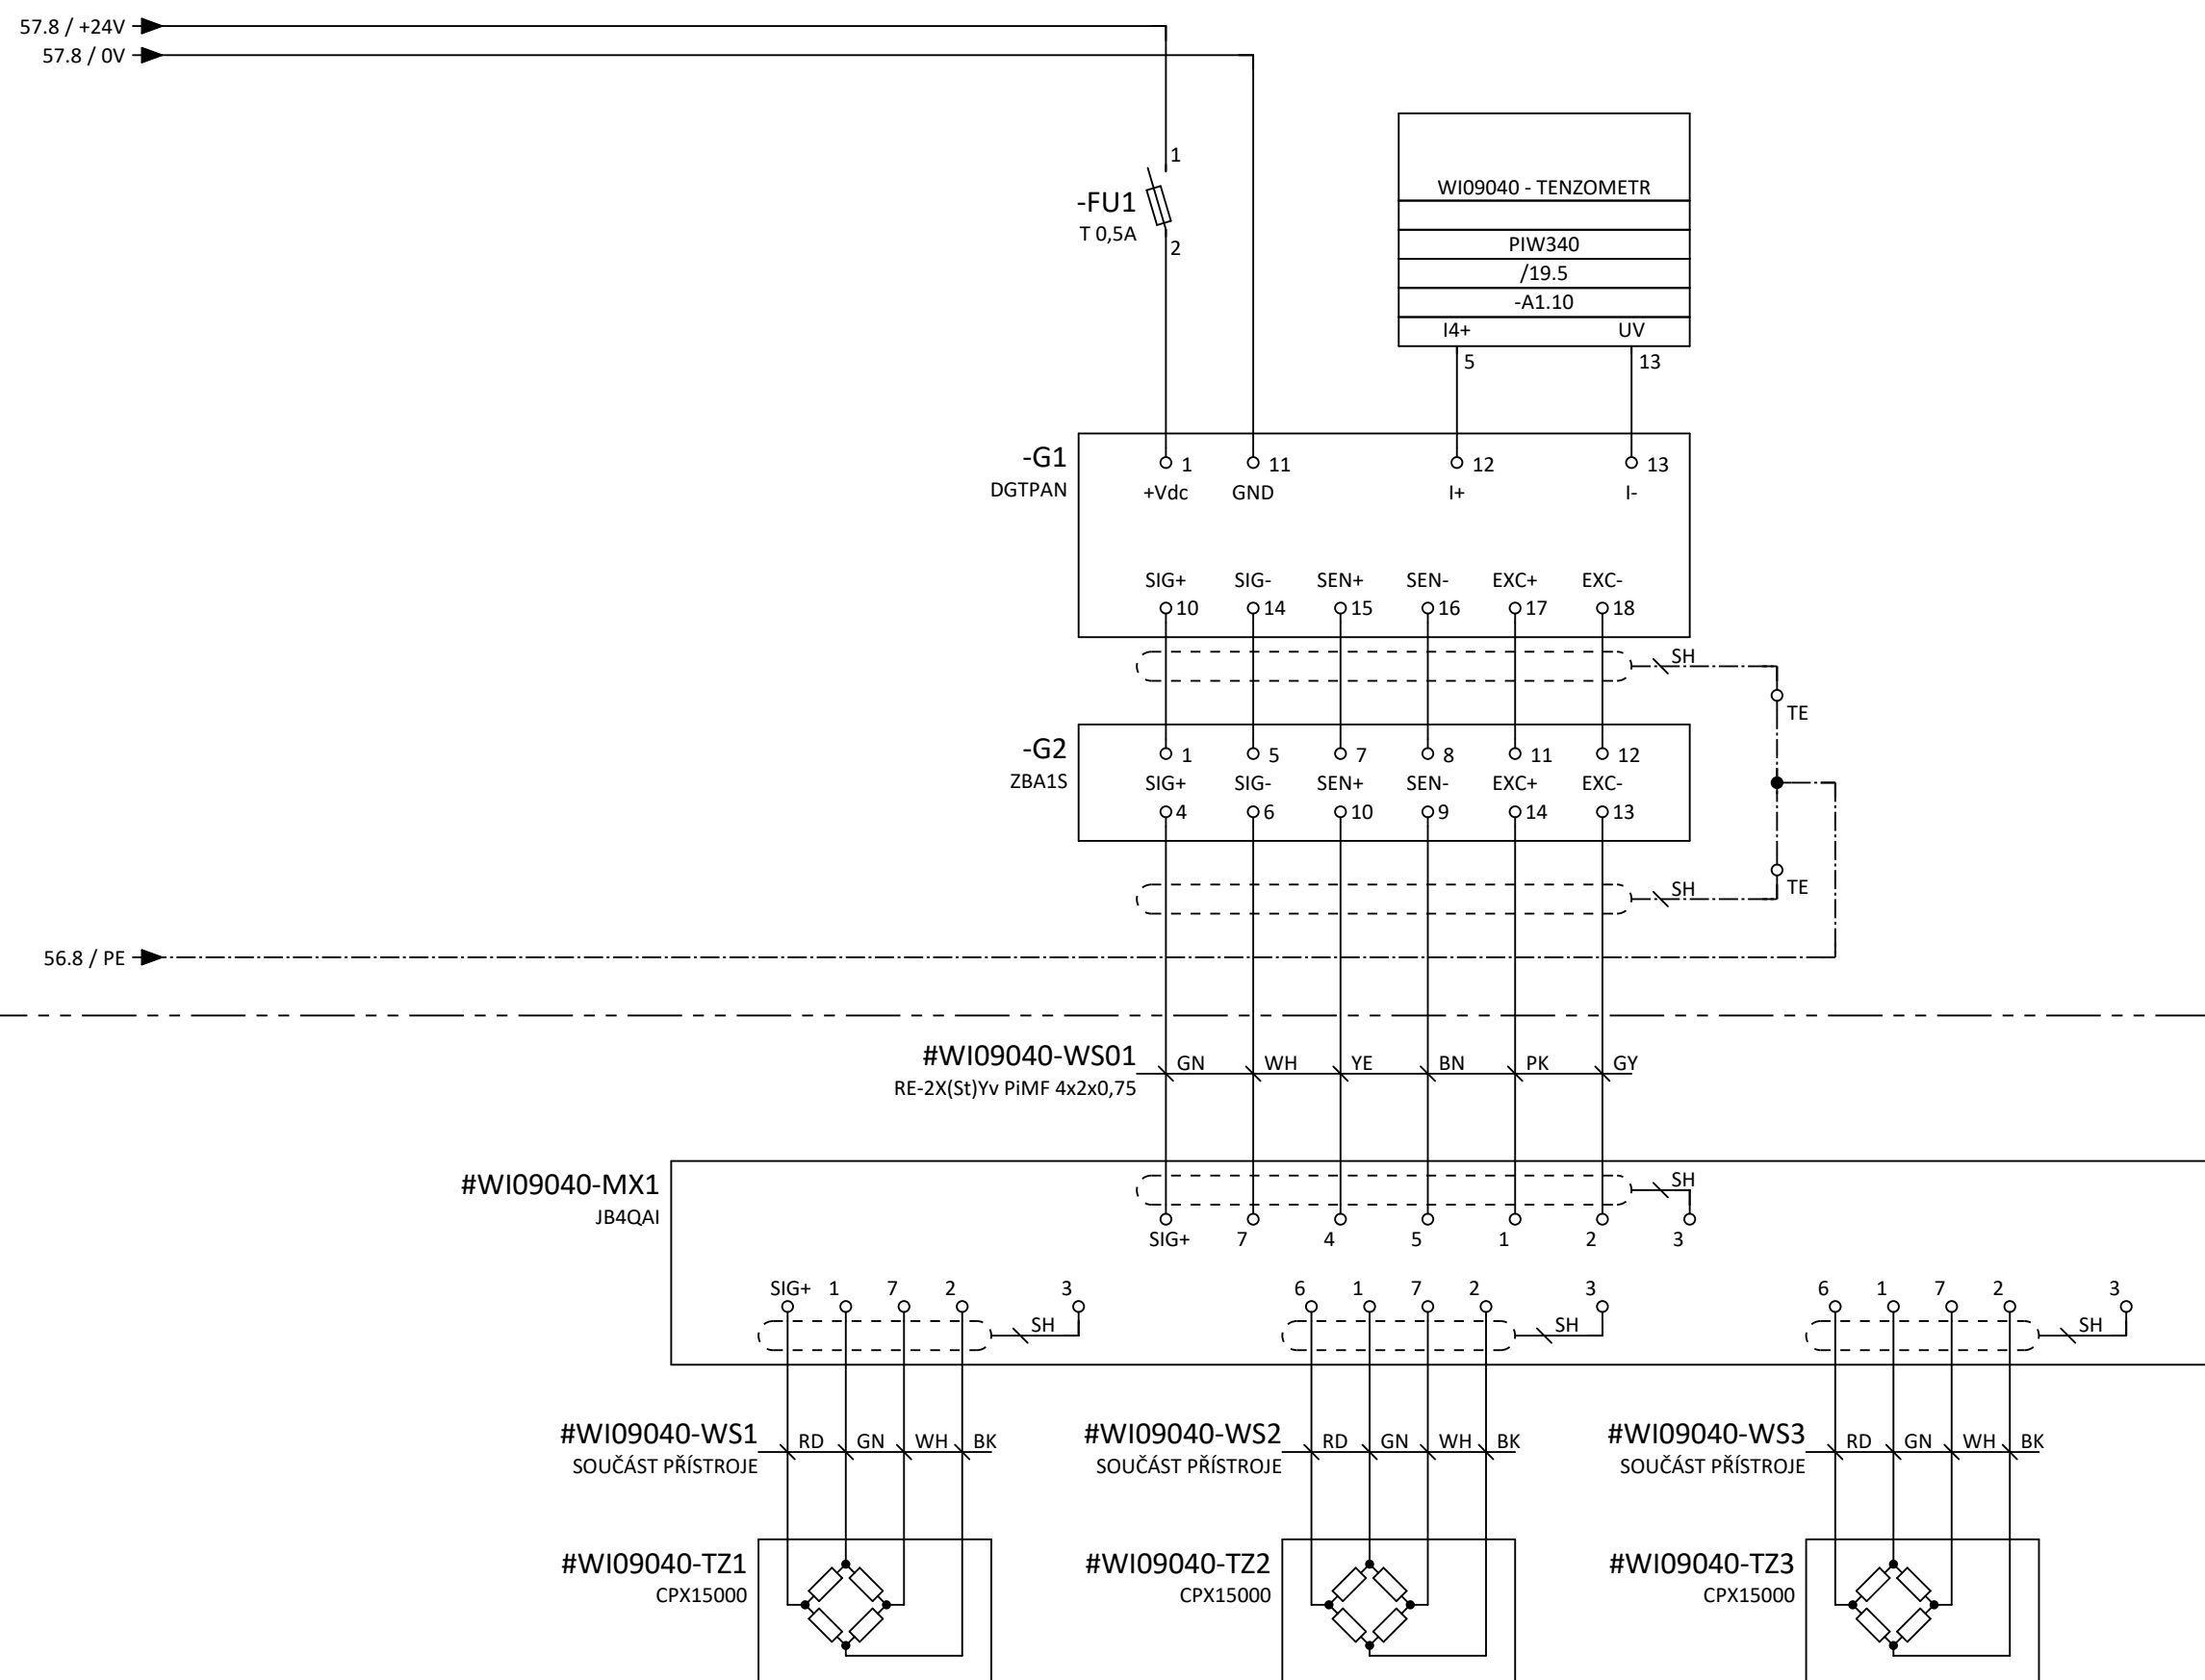 57.8 / +24V
57.8 / 0V
1
-FU1
T 0,5A
2
WI09040 - TENZOMETR
PIW340
/19.5
-A1.10
I4+ UV
5 13
-G1
DGTPAN
1 11 12 13
+Vdc GND I+ I-
SIG+ SIG- SEN+ SEN- EXC+ EXC-
10 14 15 16 17 18
SH
TE
-G2
ZBA1S
1 5 7 8 11 12
SIG+ SIG- SEN+ SEN- EXC+ EXC-
4 6 10 9 14 13
SH
TE
56.8 / PE
#WI09040-WS01
RE-2X(St)Yv PiMF 4x2x0,75
GN WH YE BN PK GY
#WI09040-MX1
JB4QAI
SH
SIG+ 7 4 5 1 2 3
SIG+ 1 7 2 3 6 1 7 2 3 6 1 7 2 3
SH SH SH
#WI09040-WS1
SOUČÁST PŘÍSTROJE
RD GN WH BK
#WI09040-WS2
SOUČÁST PŘÍSTROJE
RD GN WH BK
#WI09040-WS3
SOUČÁST PŘÍSTROJE
RD GN WH BK
#WI09040-TZ1
CPX15000
#WI09040-TZ2
CPX15000
#WI09040-TZ3
CPX15000